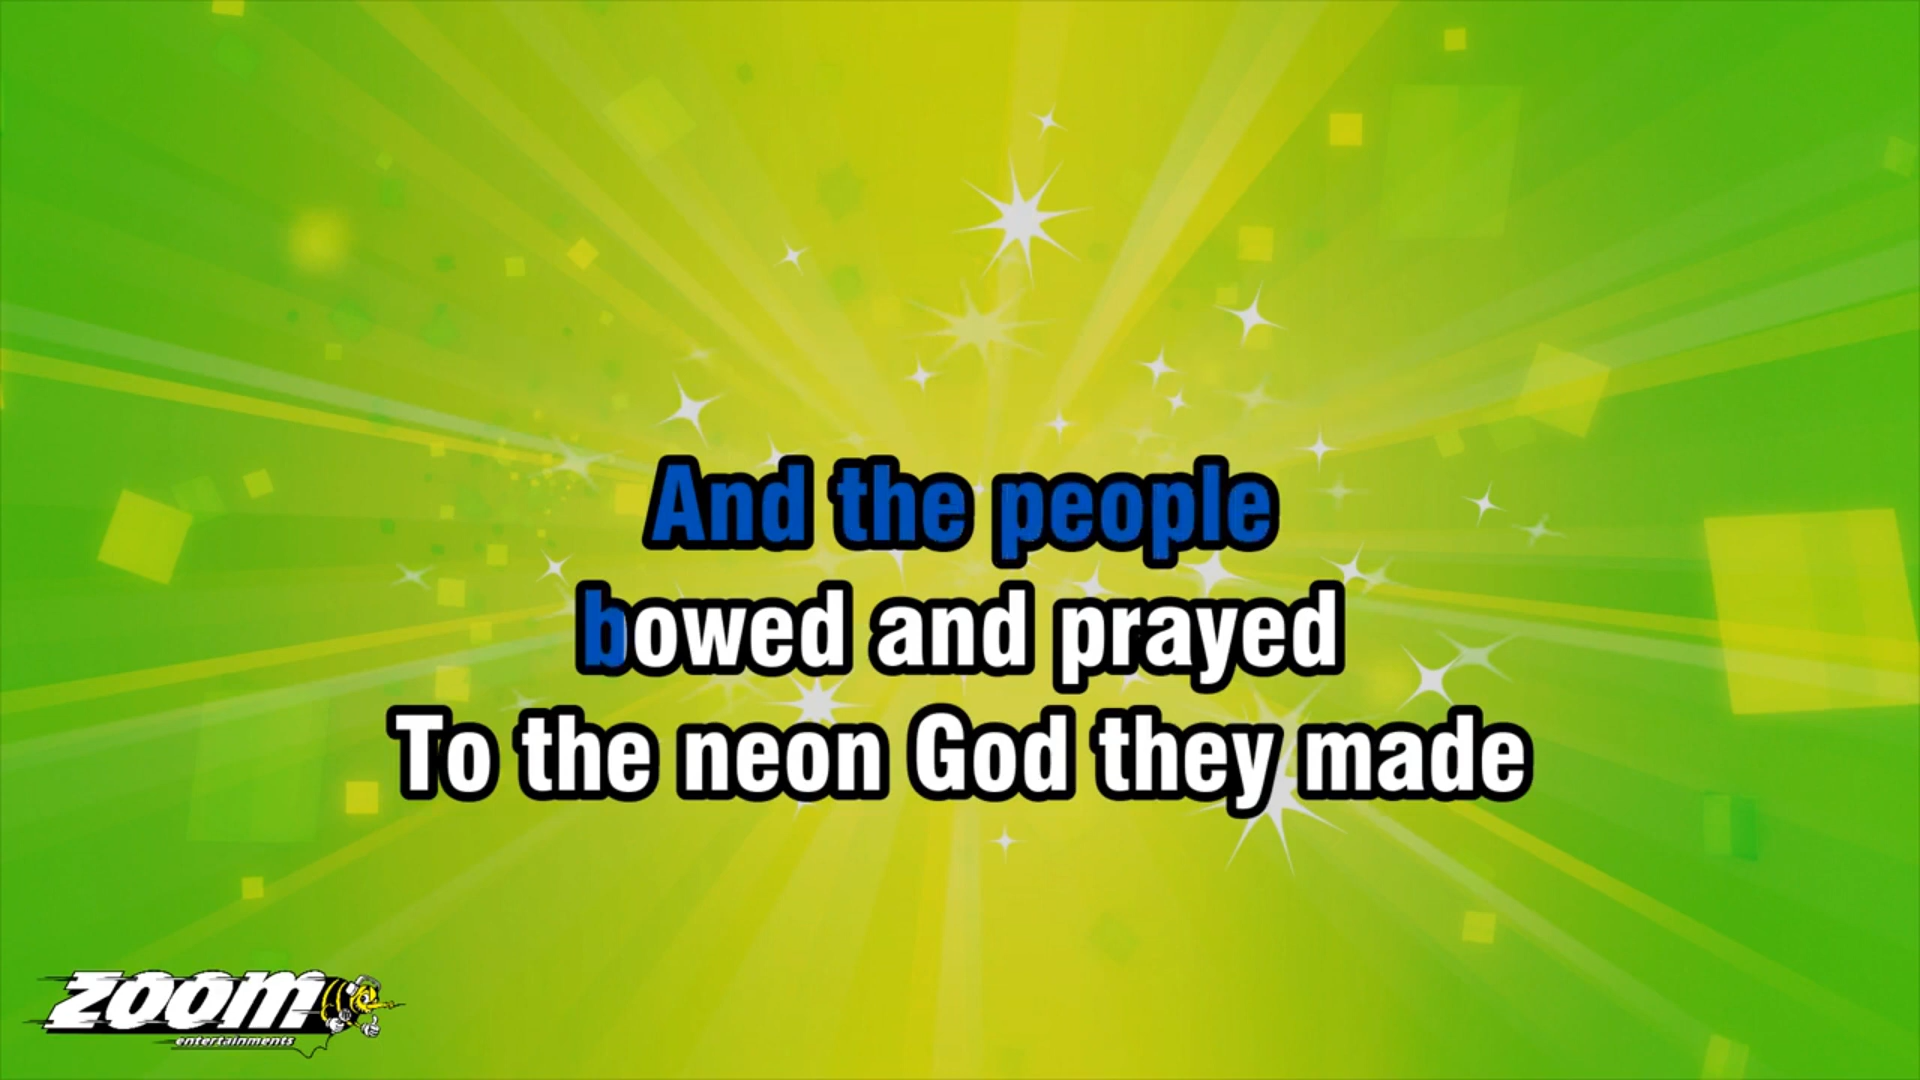 And the people
bowed and prayed
To the neon God they made
zoom
entertainments